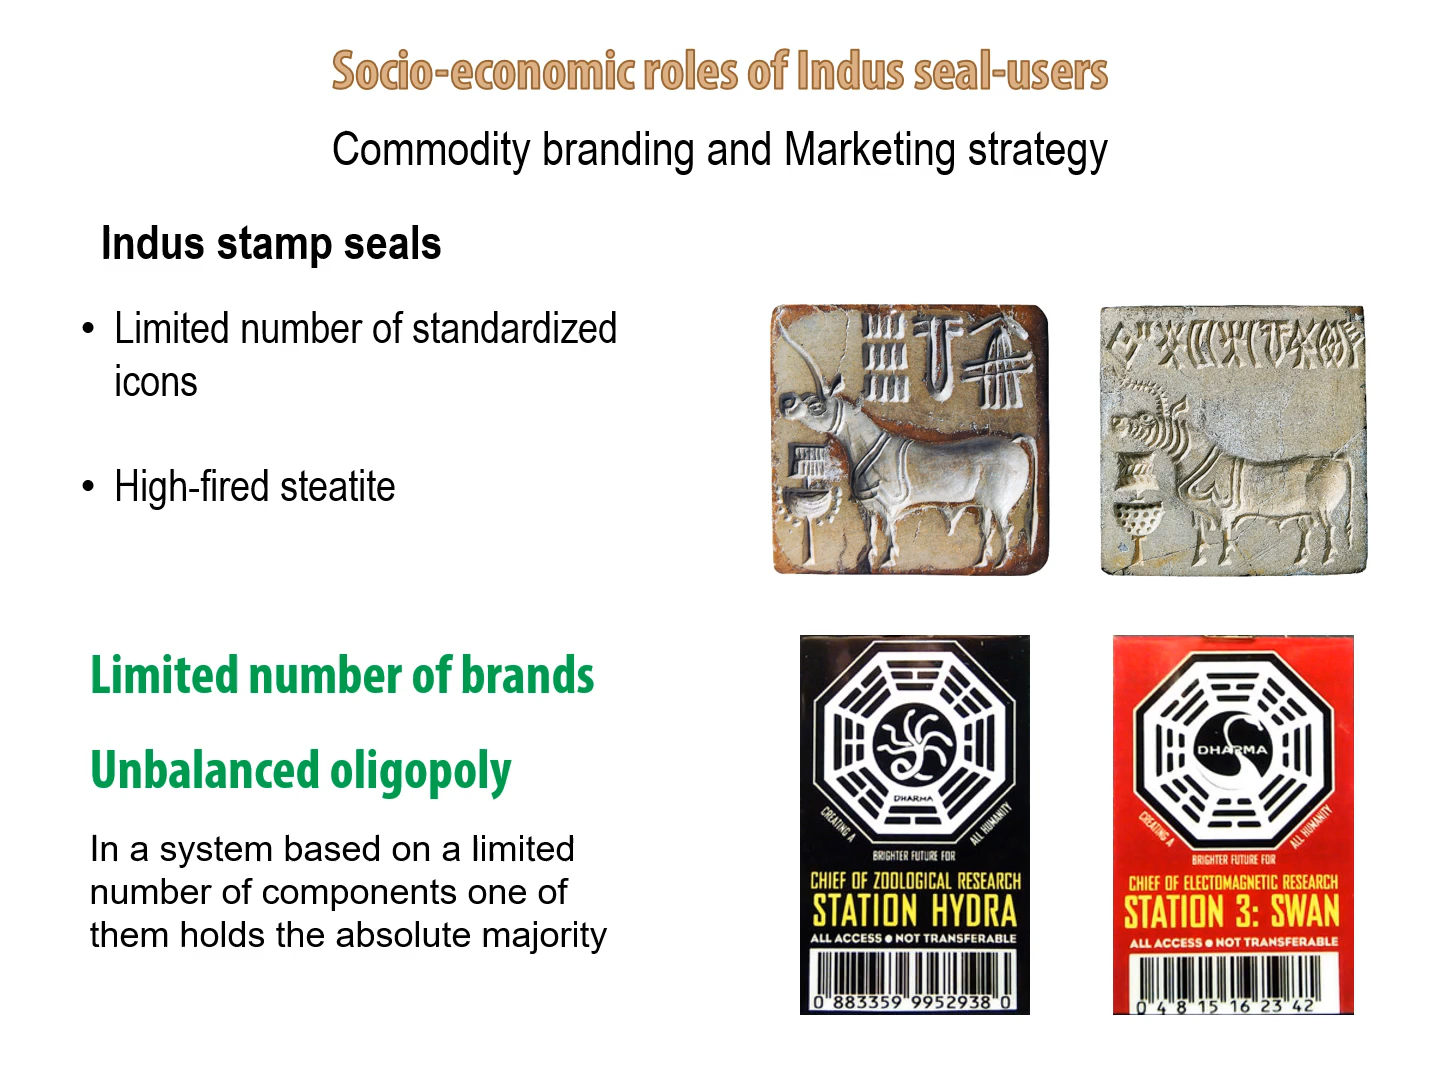 Socio-economic roles of Indus seal-users
Commodity branding and Marketing strategy
Indus stamp seals
• Limited number of standardized
icons
• High-fired steatite
Limited number of brands
Unbalanced oligopoly
In a system based on a limited
number of components one of
them holds the absolute majority
DHARMA
CREATING A
BRIGHTER FUTURE FOR
ALL HUMANITY
CHIEF OF ZOOLOGICAL RESEARCH
STATION HYDRA
ALL ACCESS ● NOT TRANSFERABLE
0 883359 9952938 0
DHARMA
CREATING A
BRIGHTER FUTURE FOR
ALL HUMANITY
CHIEF OF ELECTOMAGNETIC RESEARCH
STATION 3: SWAN
ALL ACCESS ● NOT TRANSFERABLE
0 4 8 15 16 23 42